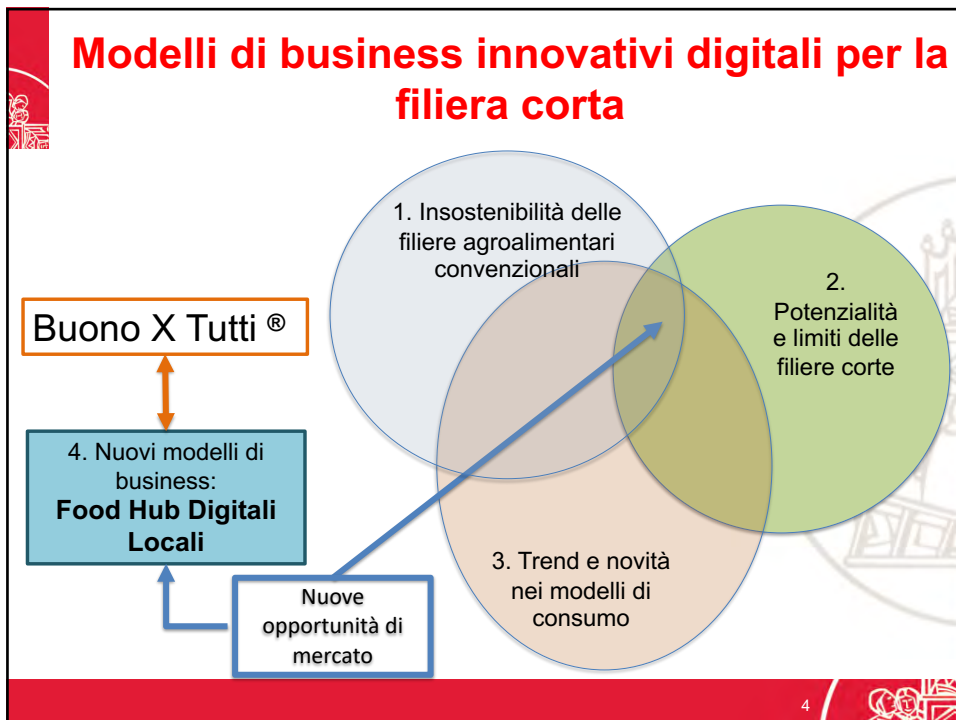 Modelli di business innovativi digitali per la
filiera corta
1. Insostenibilità delle
filiere agroalimentari
convenzionali
2.
Potenzialità
e limiti delle
filiere corte
Buono X Tutti ®
4. Nuovi modelli di
business:
Food Hub Digitali
Locali
3. Trend e novità
nei modelli di
consumo
Nuove
opportunità di
mercato
4